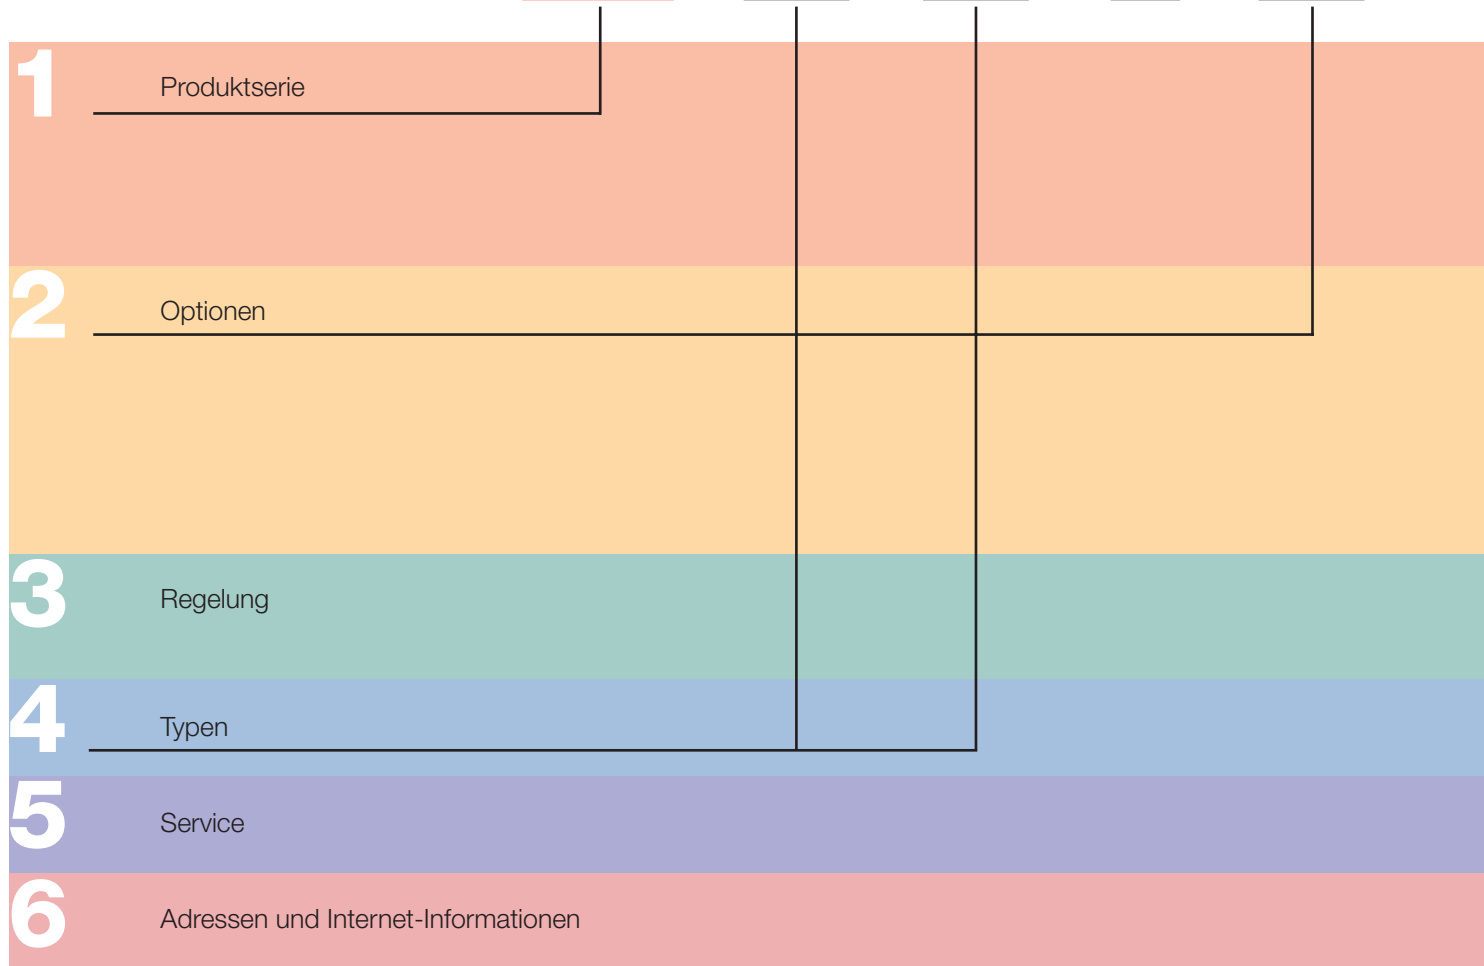 1
Produktserie
2
Optionen
3
Regelung
4
Typen
5
Service
6
Adressen und Internet-Informationen